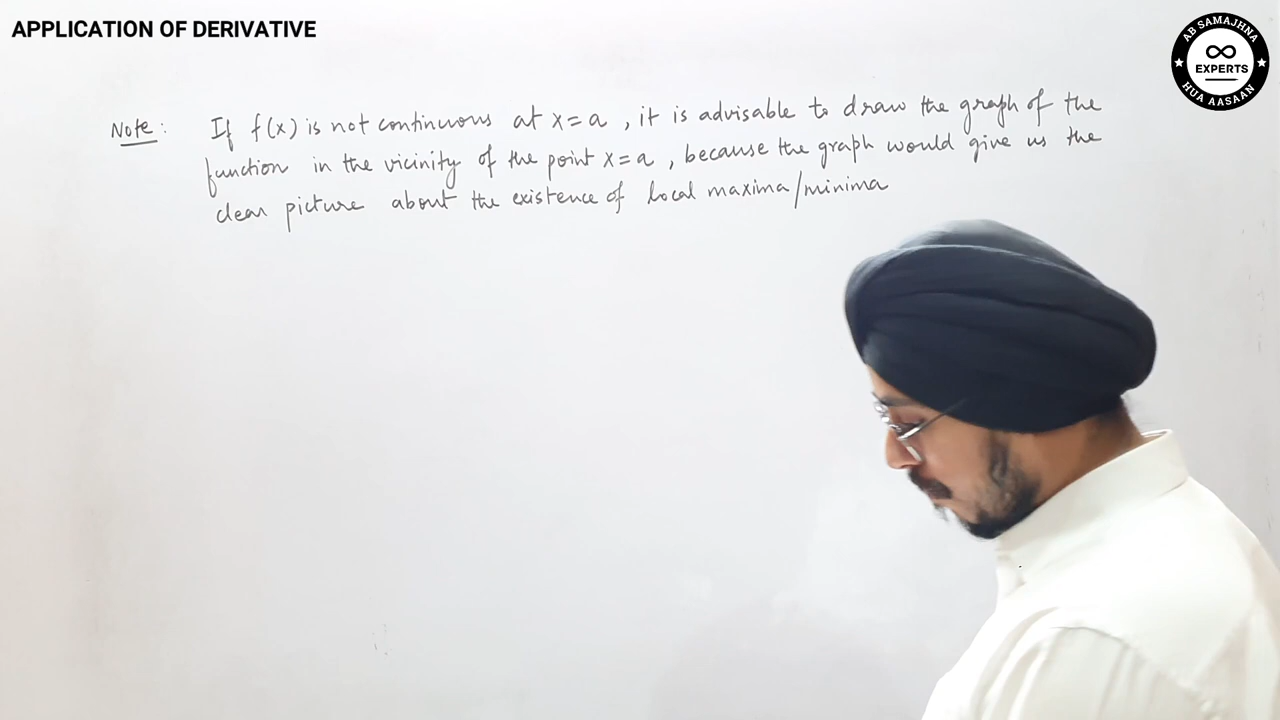 APPLICATION OF DERIVATIVE
AB SAMAJHNA
EXPERTS
HUA AASAAN
Note : If f(x) is not continuous at x=a , it is advisable to draw the graph of the
function in the vicinity of the point x=a , because the graph would give us the
clear picture about the existence of local maxima/minima